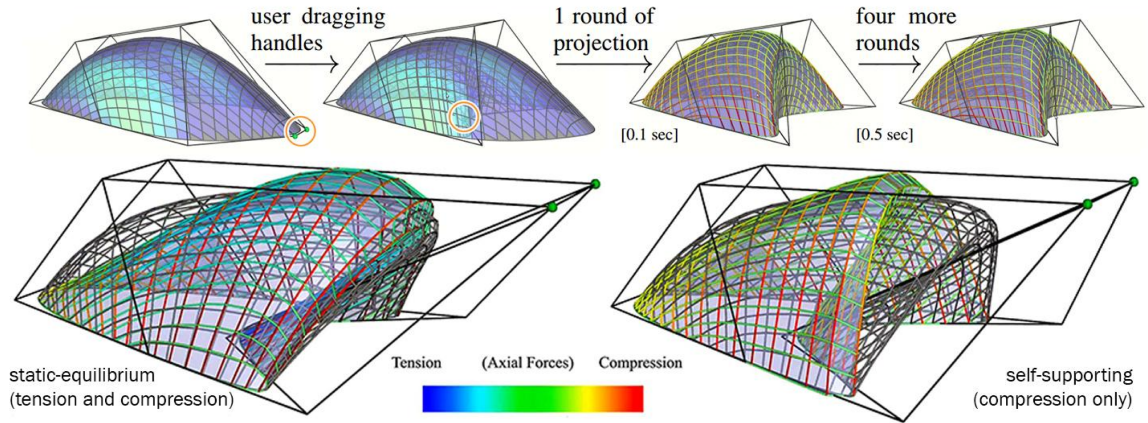 user dragging
handles
1 round of
projection
four more
rounds
[0.1 sec]
[0.5 sec]
Tension (Axial Forces) Compression
static-equilibrium
(tension and compression)
self-supporting
(compression only)